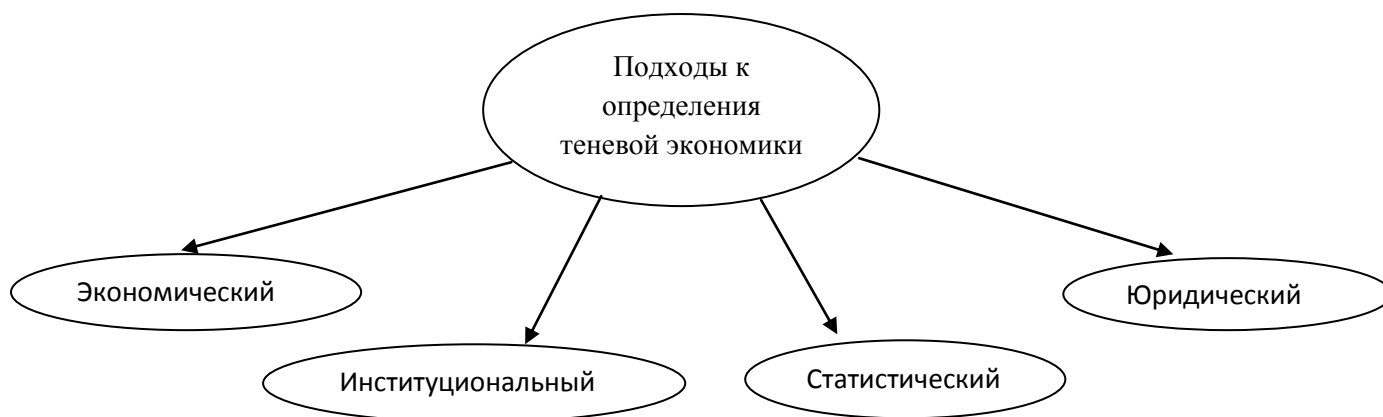 Подходы к
определения
теневой экономики
Экономический
Юридический
Институциональный
Статистический